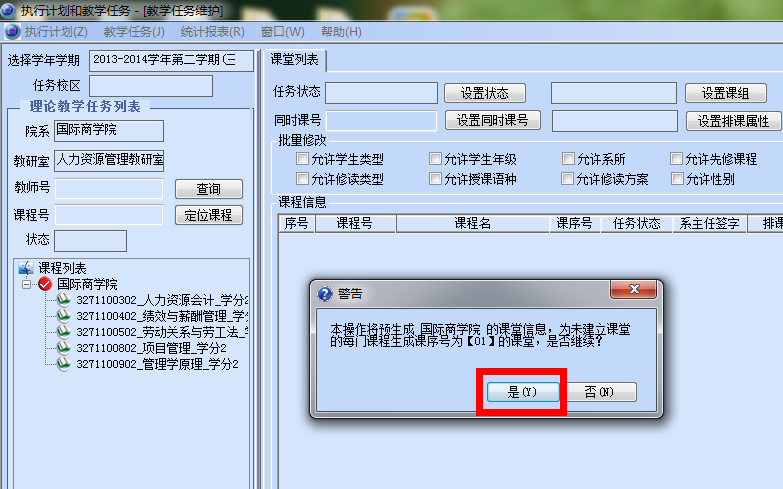 执行计划和教学任务 - [教学任务维护]
执行计划(Z) 教学任务(J) 统计报表(R) 窗口(W) 帮助(H)
选择学年学期 2013-2014学年第二学期(三
任务校区
理论教学任务列表
院系 国际商学院
教研室 人力资源管理教研室
教师号 查询
课程号 定位课程
状态
课程列表
国际商学院
3271100302_人力资源会计_学分2
3271100402_绩效与薪酬管理_学分
3271100502_劳动关系与劳工法_学
3271100802_项目管理_学分2
3271100902_管理学原理_学分2
课堂列表
任务状态 设置状态 设置课组
同时课号 设置同时课号 设置排课属性
批量修改
允许学生类型 允许学生年级 允许系所 允许先修课程
允许修读类型 允许授课语种 允许修读方案 允许性别
课程信息
序号 课程号 课程名 课序号 任务状态 系主任签字 排课
警告
本操作将预生成 国际商学院 的课堂信息，为未建立课堂
的每门课程生成课序号为【01】的课堂，是否继续？
是(Y) 否(N)